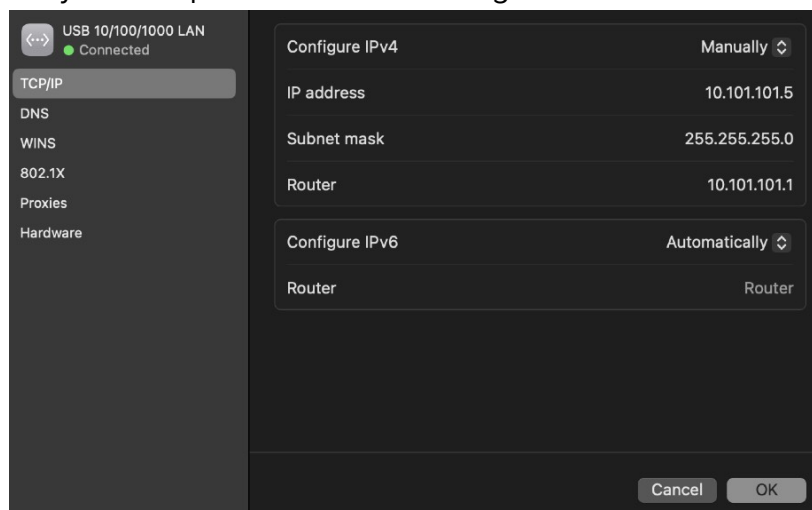 USB 10/100/1000 LAN
Connected
TCP/IP
DNS
WINS
802.1X
Proxies
Hardware
Configure IPv4 Manually
IP address 10.101.101.5
Subnet mask 255.255.255.0
Router 10.101.101.1
Configure IPv6 Automatically
Router Router
Cancel OK